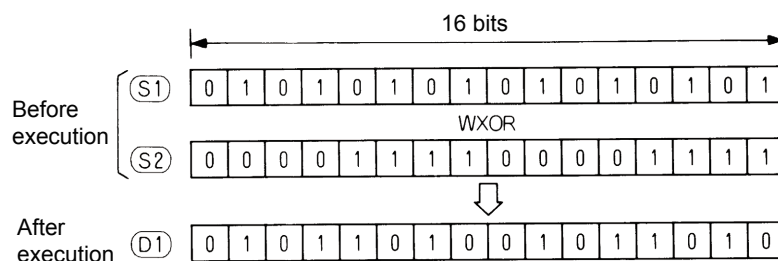 16 bits
S1 0 1 0 1 0 1 0 1 0 1 0 1 0 1 0 1
Before
execution
WXOR
S2 0 0 0 0 1 1 1 1 0 0 0 0 1 1 1 1
After
execution
D1 0 1 0 1 1 0 1 0 0 1 0 1 1 0 1 0